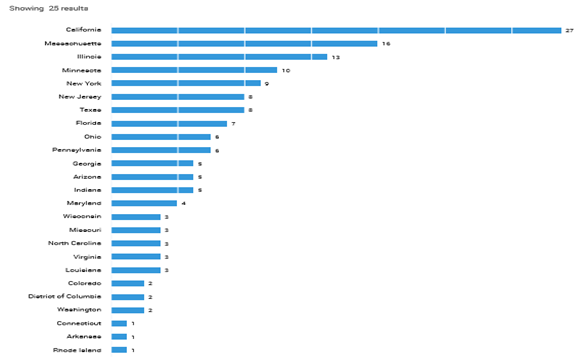 Showing 25 results
California 27
Massachusetts 16
Illinois 13
Minnesota 10
New York 9
New Jersey 8
Texas 8
Florida 7
Ohio 6
Pennsylvania 6
Georgia 5
Arizona 5
Indiana 5
Maryland 4
Wisconsin 3
Missouri 3
North Carolina 3
Virginia 3
Louisiana 3
Colorado 2
District of Columbia 2
Washington 2
Connecticut 1
Arkansas 1
Rhode Island 1